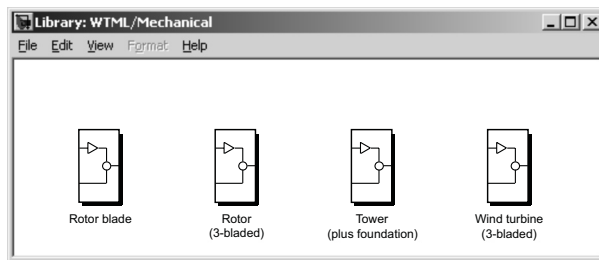 Library: WTML/Mechanical
File Edit View Format Help
Rotor blade
Rotor
(3-bladed)
Tower
(plus foundation)
Wind turbine
(3-bladed)